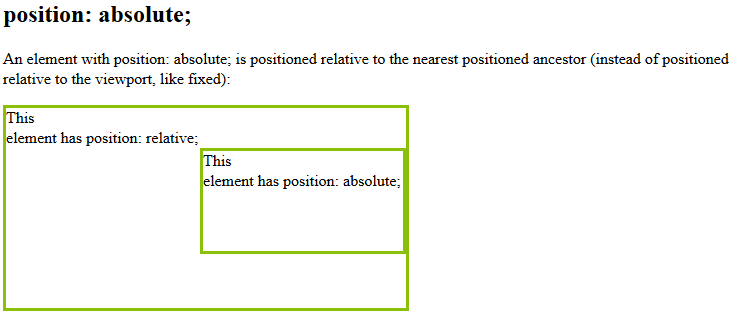 position: absolute;
An element with position: absolute; is positioned relative to the nearest positioned ancestor (instead of positioned
relative to the viewport, like fixed):
This
element has position: relative;
This
element has position: absolute;